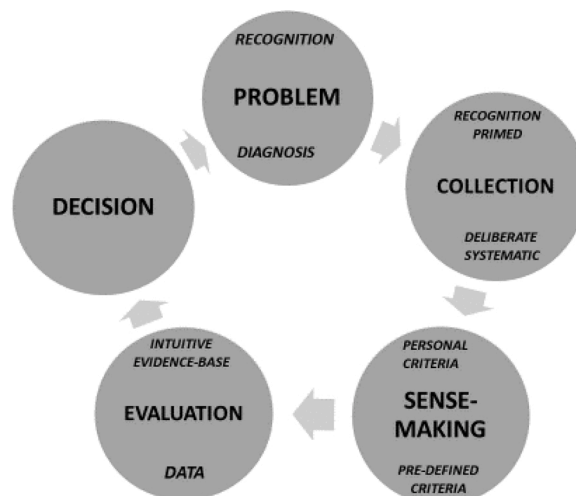 RECOGNITION
PROBLEM
DIAGNOSIS
RECOGNITION
PRIMED
COLLECTION
DELIBERATE
SYSTEMATIC
PERSONAL
CRITERIA
SENSE-
MAKING
PRE-DEFINED
CRITERIA
INTUITIVE
EVIDENCE-BASE
EVALUATION
DATA
DECISION